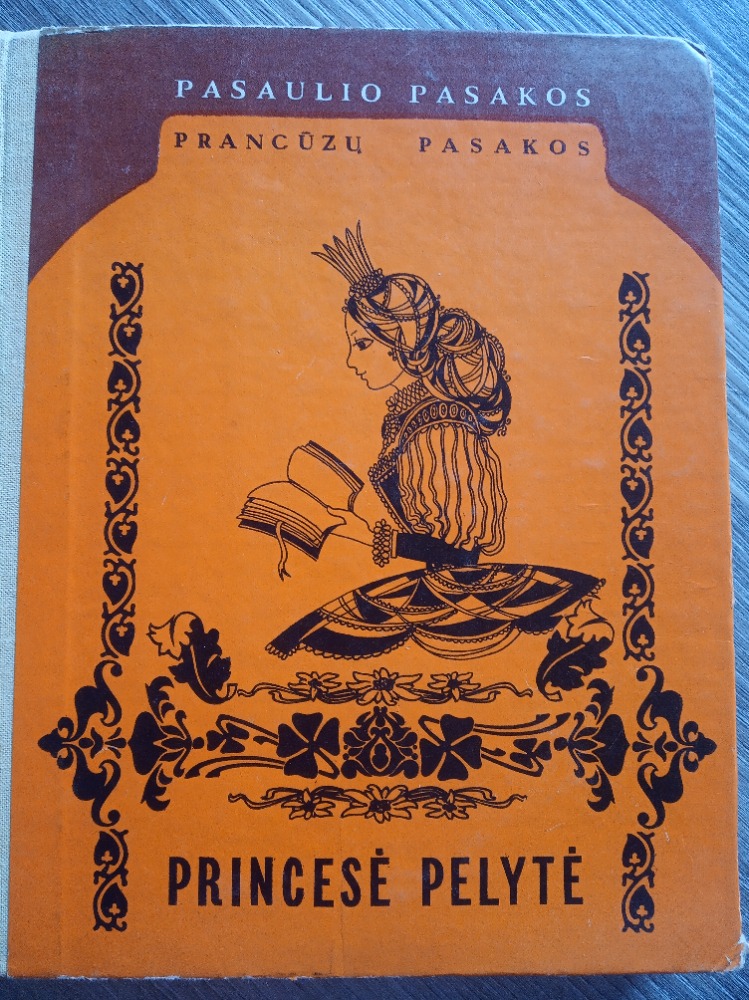 PASAULIO PASAKOS
PRANCŪZŲ PASAKOS
PRINCESĖ PELYTĖ